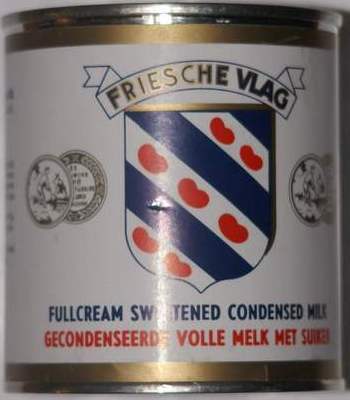 FRIESCHE VLAG
FULLCREAM SWEETENED CONDENSED MILK
GECONDENSEERDE VOLLE MELK MET SUIKER